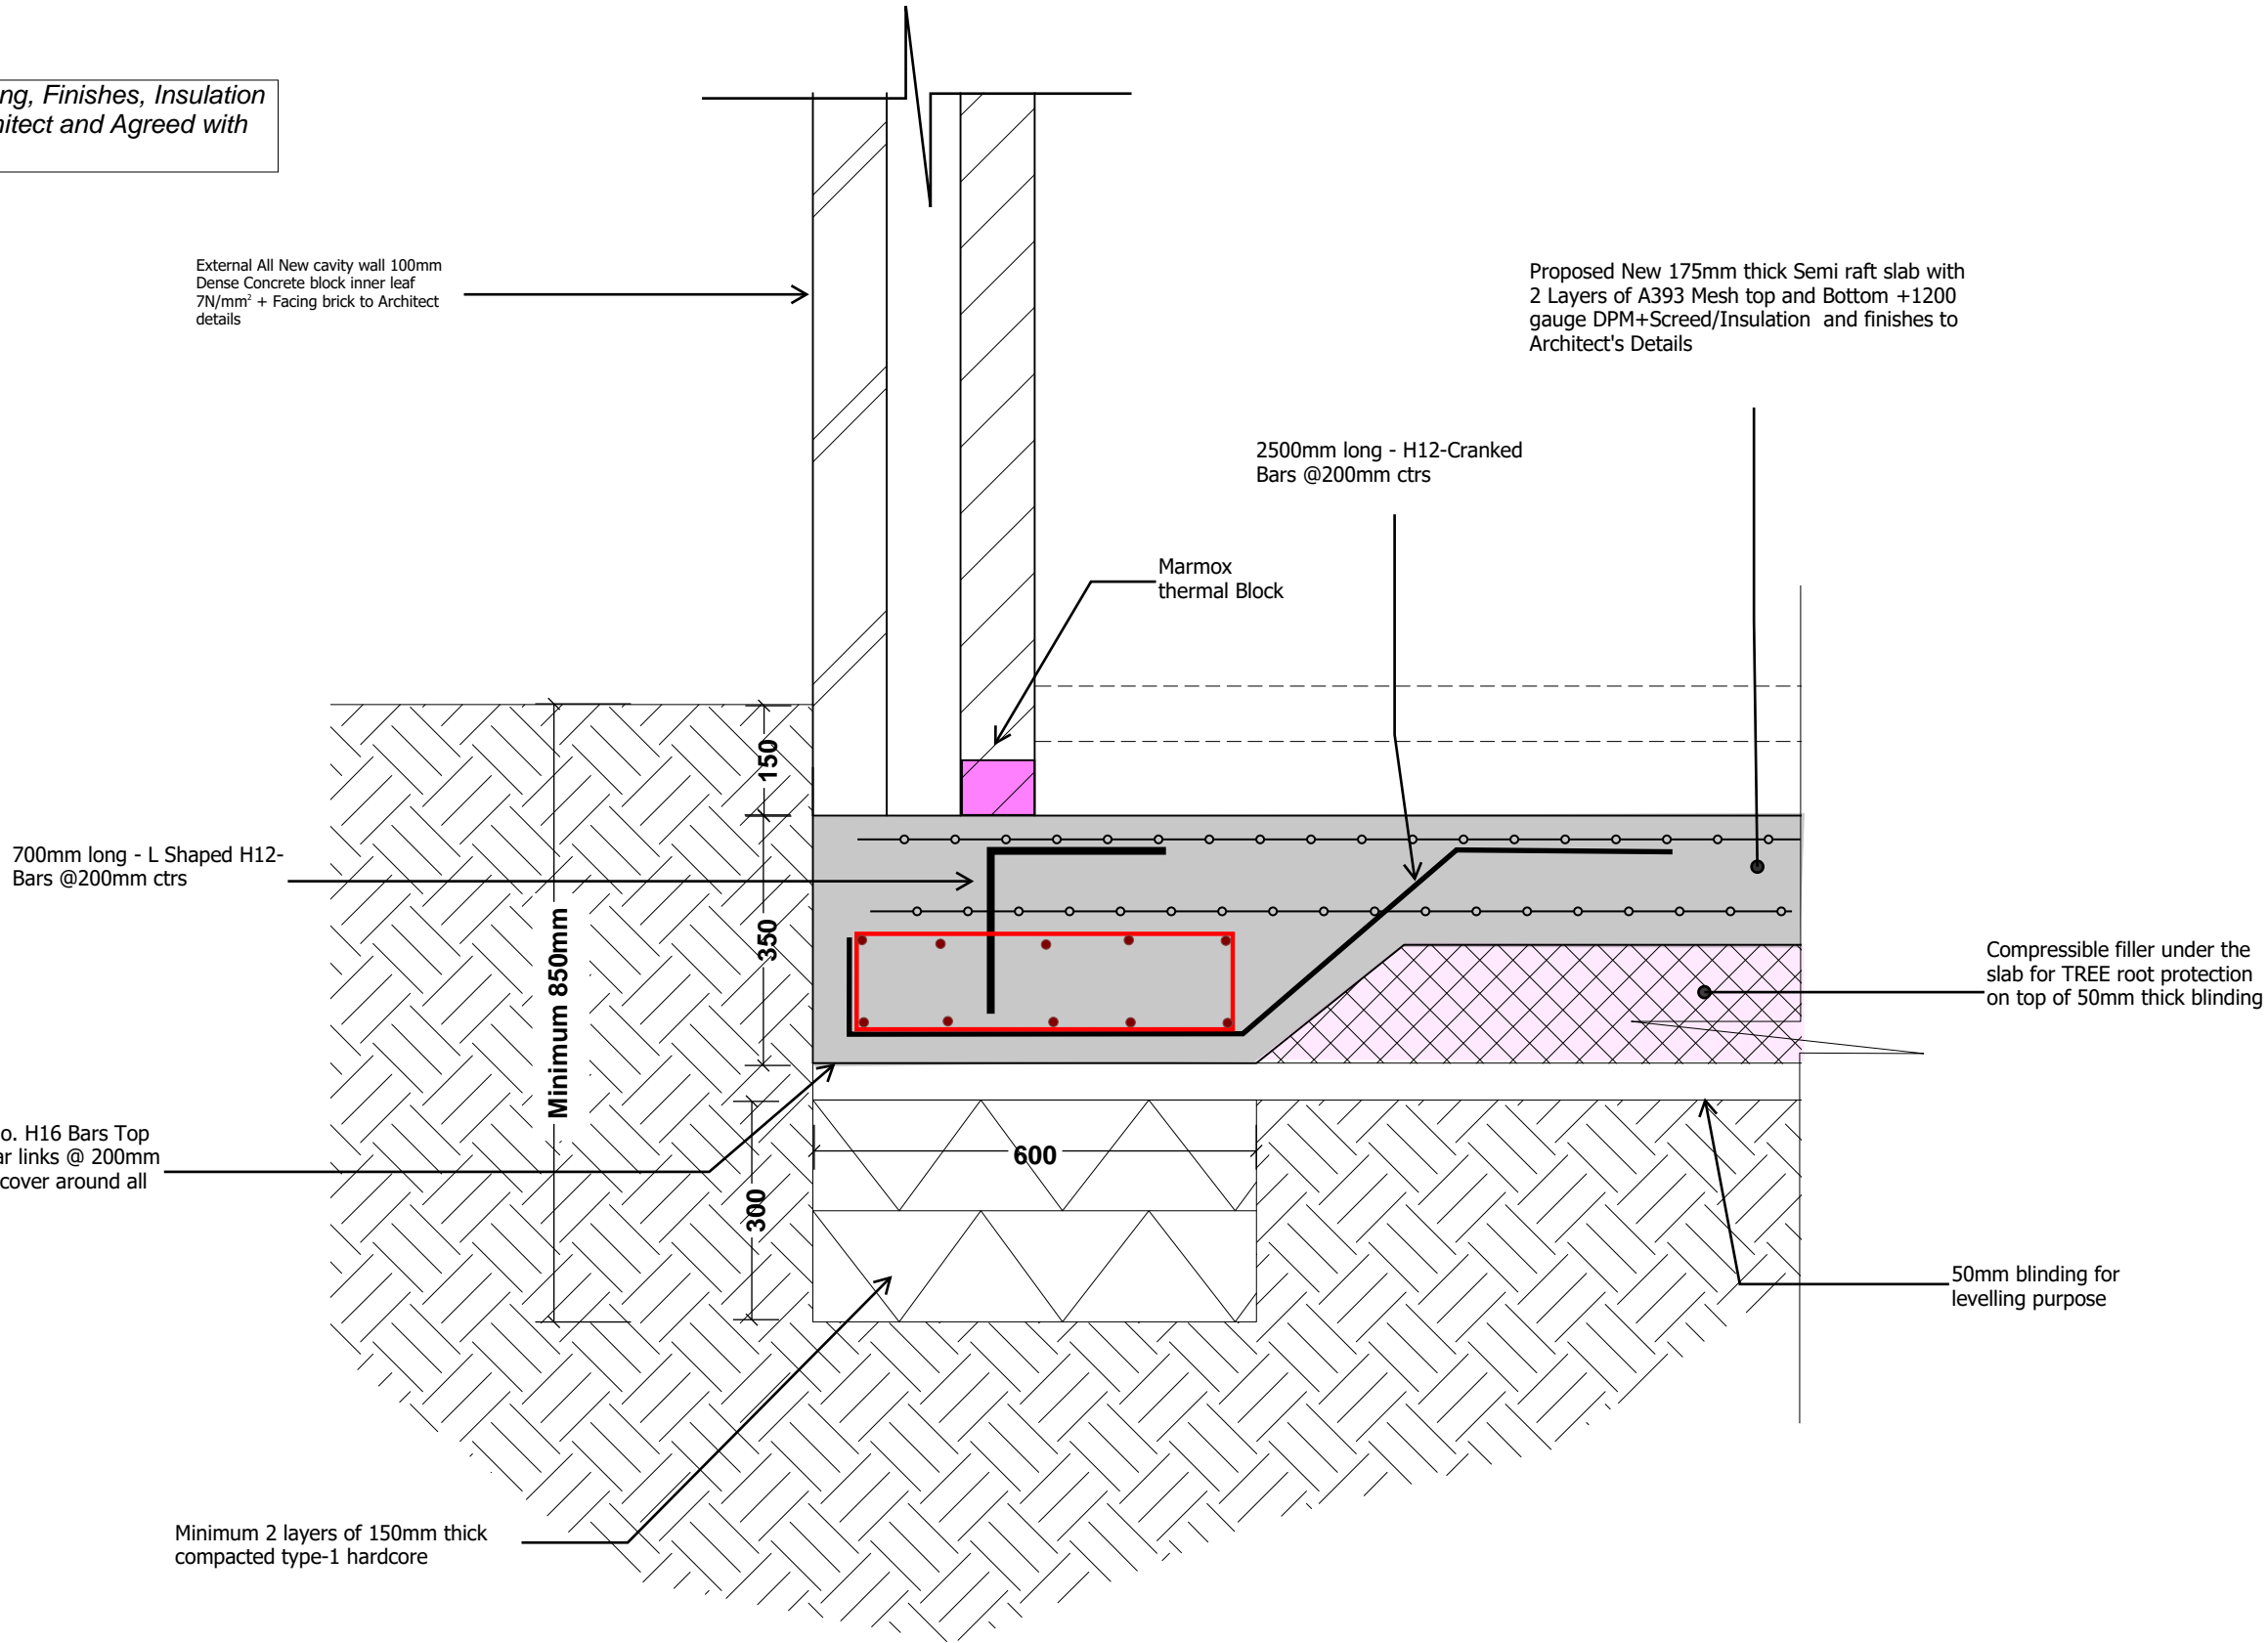 ng, Finishes, Insulation
hitect and Agreed with
External All New cavity wall 100mm
Dense Concrete block inner leaf
7N/mm² + Facing brick to Architect
details
Proposed New 175mm thick Semi raft slab with
2 Layers of A393 Mesh top and Bottom +1200
gauge DPM+Screed/Insulation and finishes to
Architect's Details
2500mm long - H12-Cranked
Bars @200mm ctrs
Marmox
thermal Block
150
700mm long - L Shaped H12-
Bars @200mm ctrs
350
Minimum 850mm
Compressible filler under the
slab for TREE root protection
on top of 50mm thick blinding
o. H16 Bars Top
ar links @ 200mm
cover around all
600
300
50mm blinding for
levelling purpose
Minimum 2 layers of 150mm thick
compacted type-1 hardcore